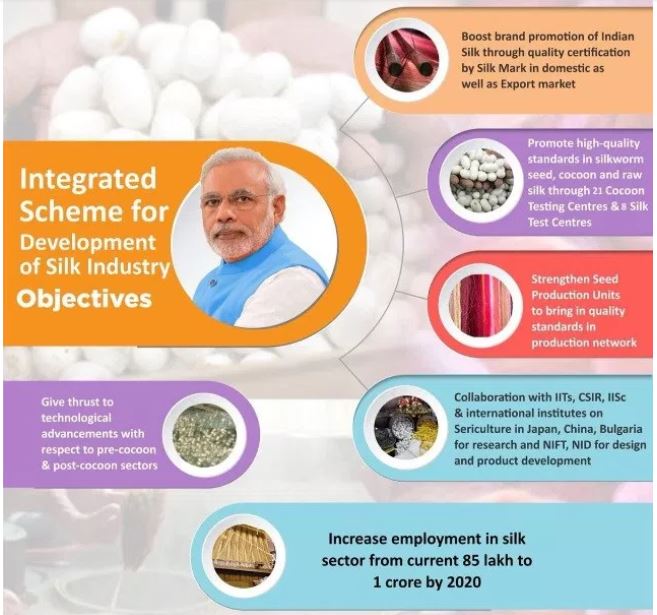 Boost brand promotion of Indian
Silk through quality certification
by Silk Mark in domestic as
well as Export market
Integrated
Scheme for
Development
of Silk Industry
Objectives
Promote high-quality
standards in silkworm
seed, cocoon and raw
silk through 21 Cocoon
Testing Centres & 8 Silk
Test Centres
Strengthen Seed
Production Units
to bring in quality
standards in
production network
Give thrust to
technological
advancements with
respect to pre-cocoon
& post-cocoon sectors
Collaboration with IITs, CSIR, IISc
& international institutes on
Sericulture in Japan, China, Bulgaria
for research and NIFT, NID for design
and product development
Increase employment in silk
sector from current 85 lakh to
1 crore by 2020